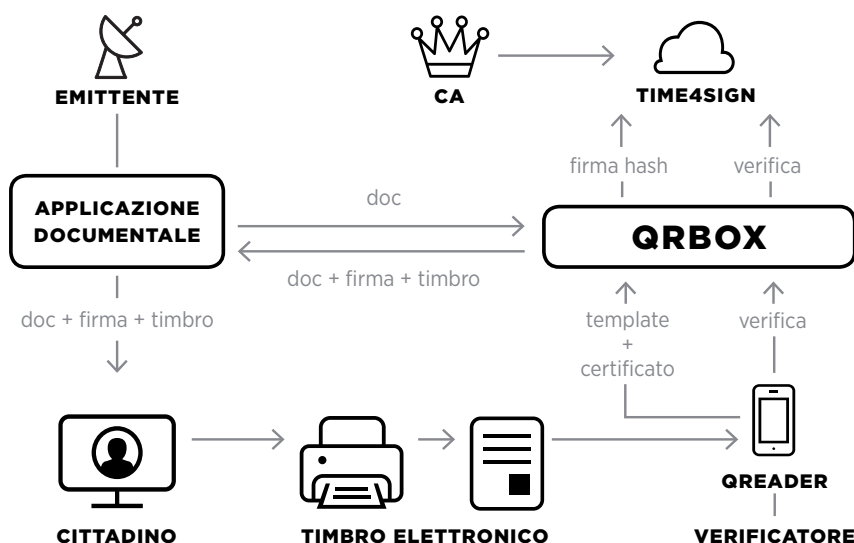 EMITTENTE
CA
TIME4SIGN
firma hash
verifica
APPLICAZIONE
DOCUMENTALE
doc
QRBOX
doc + firma + timbro
doc + firma + timbro
template
+
certificato
verifica
QREADER
CITTADINO
TIMBRO ELETTRONICO
VERIFICATORE